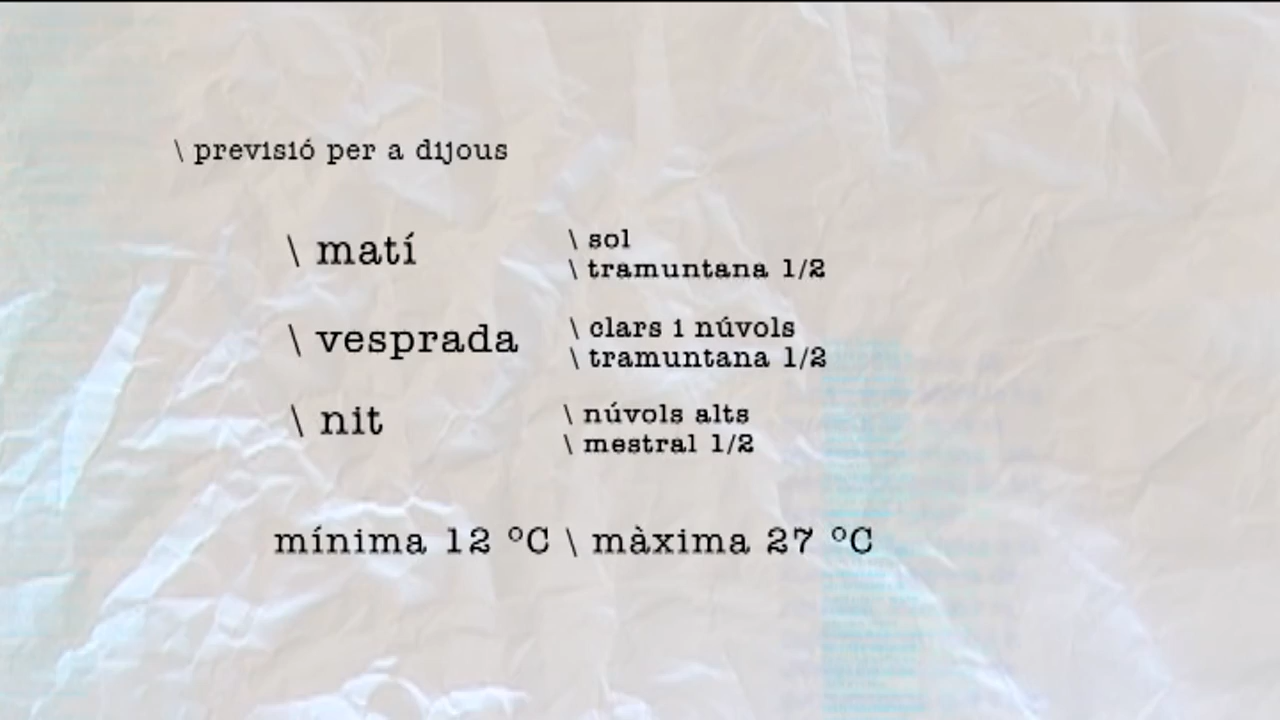 \ previsió per a dijous
\ matí
\ sol
\ tramuntana 1/2
\ vesprada
\ clars i núvols
\ tramuntana 1/2
\ nit
\ núvols alts
\ mestral 1/2
mínima 12 ºC \ màxima 27 ºC